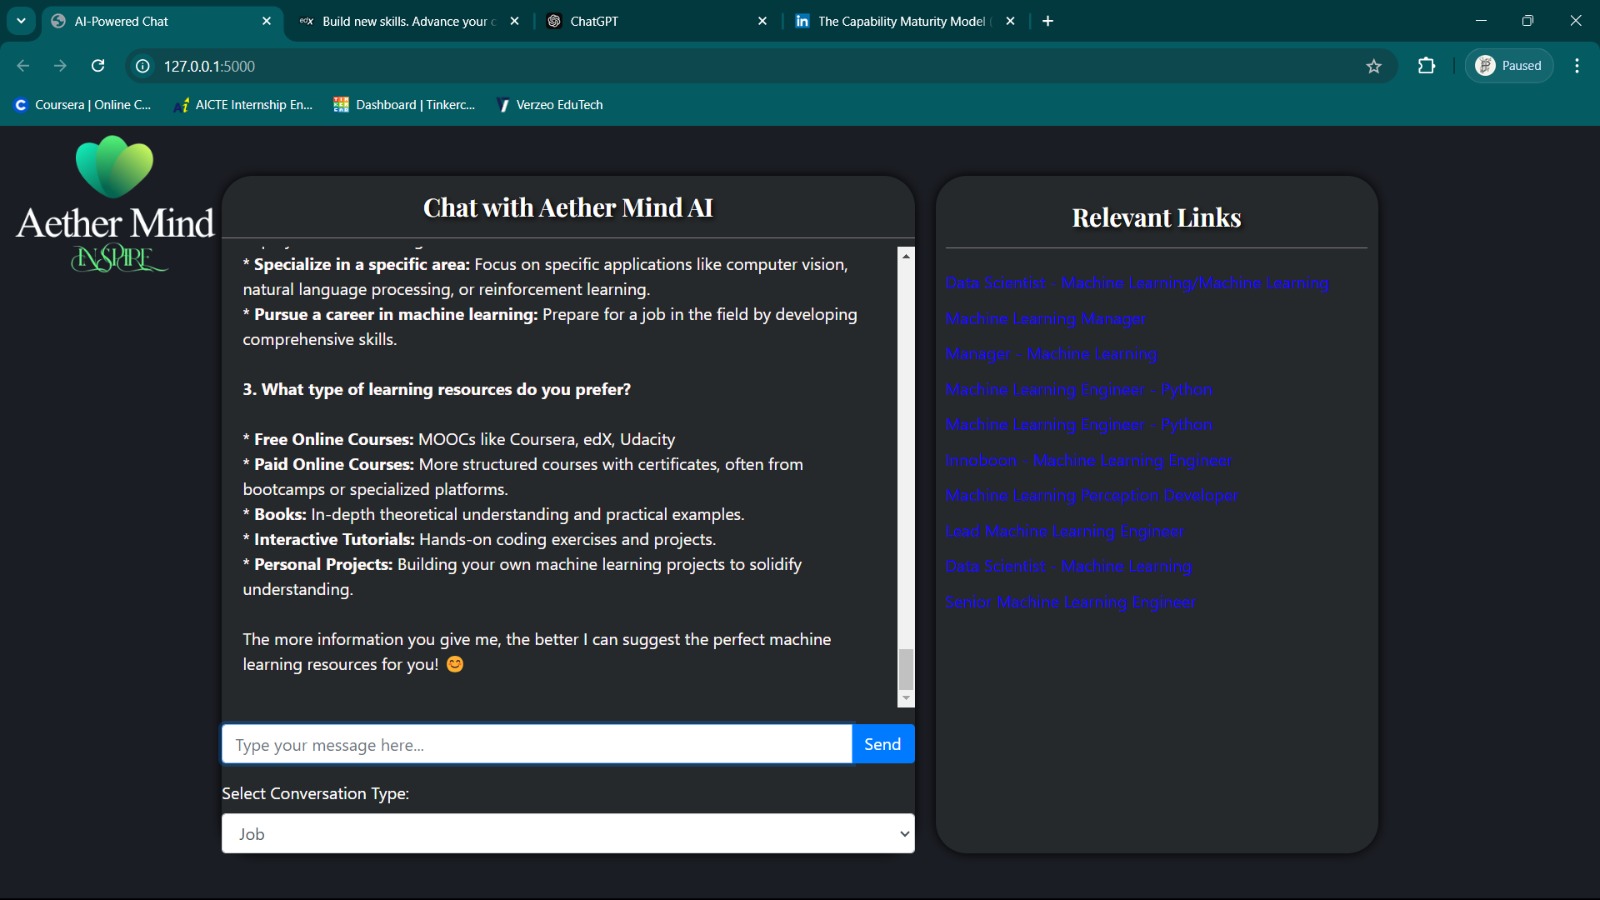 AI-Powered Chat
edX
Build new skills. Advance your c
ChatGPT
in
The Capability Maturity Model (
127.0.0.1:5000
Paused
Coursera | Online C...
AICTE Internship En...
Dashboard | Tinkerc...
Verzeo EduTech
Aether Mind
INSPIRE
Chat with Aether Mind AI
* Specialize in a specific area: Focus on specific applications like computer vision,
natural language processing, or reinforcement learning.
* Pursue a career in machine learning: Prepare for a job in the field by developing
comprehensive skills.
3. What type of learning resources do you prefer?
* Free Online Courses: MOOCs like Coursera, edX, Udacity
* Paid Online Courses: More structured courses with certificates, often from
bootcamps or specialized platforms.
* Books: In-depth theoretical understanding and practical examples.
* Interactive Tutorials: Hands-on coding exercises and projects.
* Personal Projects: Building your own machine learning projects to solidify
understanding.
The more information you give me, the better I can suggest the perfect machine
learning resources for you! 😊
Type your message here...
Send
Select Conversation Type:
Job
Relevant Links
Data Scientist - Machine Learning/Machine Learning
Machine Learning Manager
Manager - Machine Learning
Machine Learning Engineer - Python
Machine Learning Engineer - Python
Innoboon - Machine Learning Engineer
Machine Learning Perception Developer
Lead Machine Learning Engineer
Data Scientist - Machine Learning
Senior Machine Learning Engineer